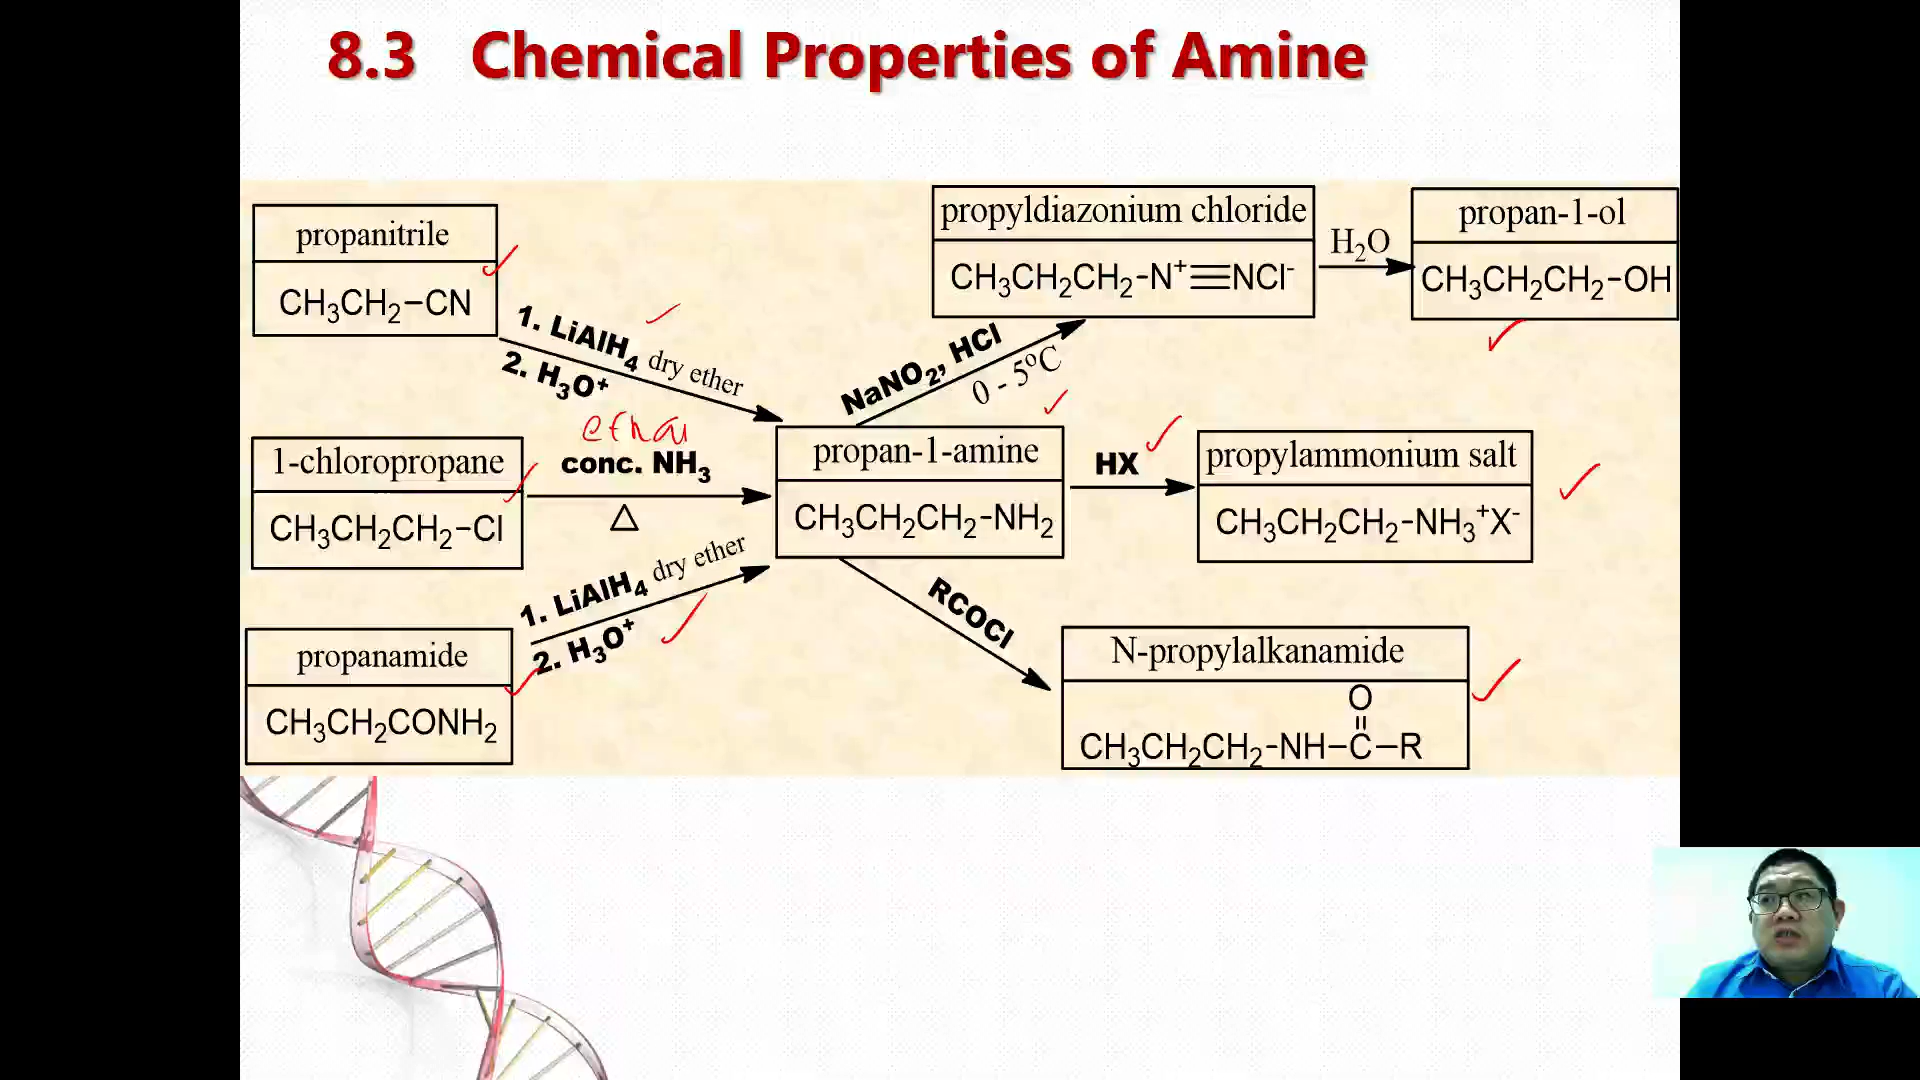 8.3 Chemical Properties of Amine
propanitrile
CH₃CH₂–CN
1. LiAlH₄ dry ether
2. H₃O⁺
1-chloropropane
CH₃CH₂CH₂–Cl
conc. NH₃
△
propanamide
CH₃CH₂CONH₂
1. LiAlH₄ dry ether
2. H₃O⁺
propan-1-amine
CH₃CH₂CH₂-NH₂
NaNO₂, HCl
0 - 5°C
propyldiazonium chloride
CH₃CH₂CH₂-N⁺≡NCl⁻
H₂O
propan-1-ol
CH₃CH₂CH₂-OH
HX
propylammonium salt
CH₃CH₂CH₂-NH₃⁺X⁻
RCOCl
N-propylalkanamide
O
CH₃CH₂CH₂-NH–C–R